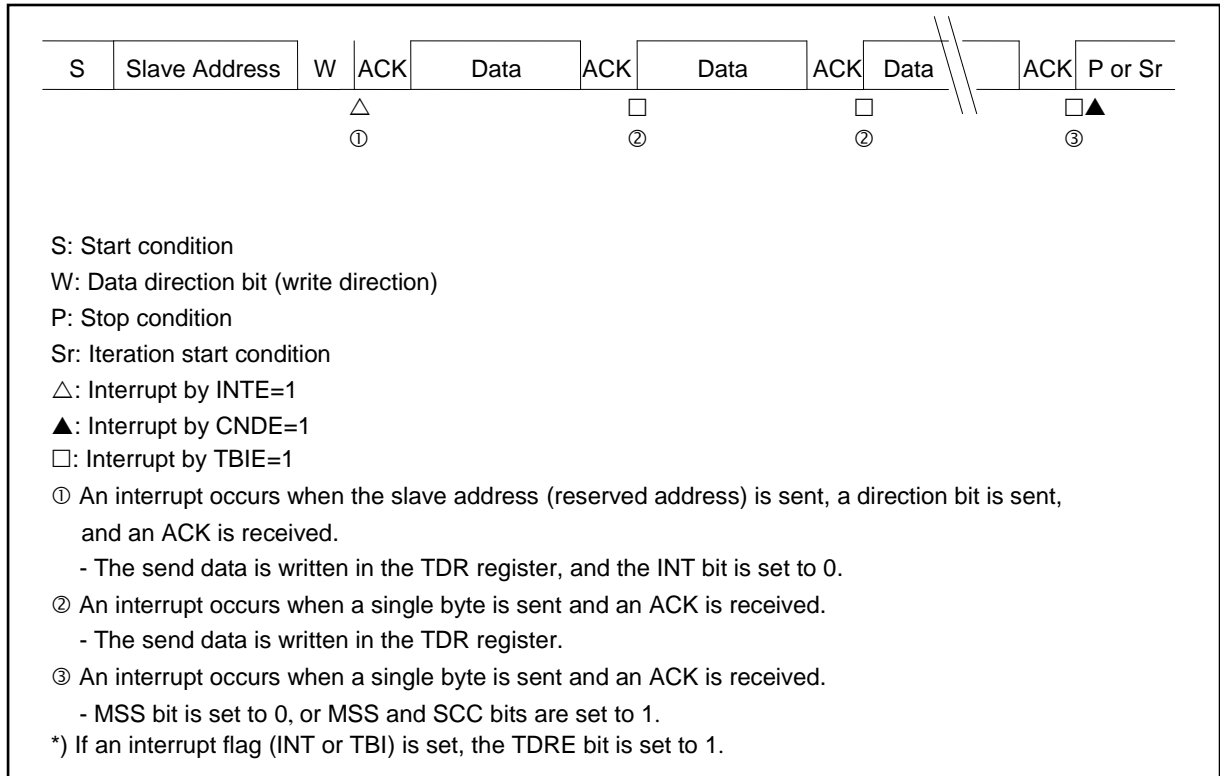 S Slave Address W ACK Data ACK Data ACK Data ACK P or Sr
△ □ □ □▲
① ② ② ③
S: Start condition
W: Data direction bit (write direction)
P: Stop condition
Sr: Iteration start condition
△: Interrupt by INTE=1
▲: Interrupt by CNDE=1
□: Interrupt by TBIE=1
① An interrupt occurs when the slave address (reserved address) is sent, a direction bit is sent,
and an ACK is received.
- The send data is written in the TDR register, and the INT bit is set to 0.
② An interrupt occurs when a single byte is sent and an ACK is received.
- The send data is written in the TDR register.
③ An interrupt occurs when a single byte is sent and an ACK is received.
- MSS bit is set to 0, or MSS and SCC bits are set to 1.
*) If an interrupt flag (INT or TBI) is set, the TDRE bit is set to 1.